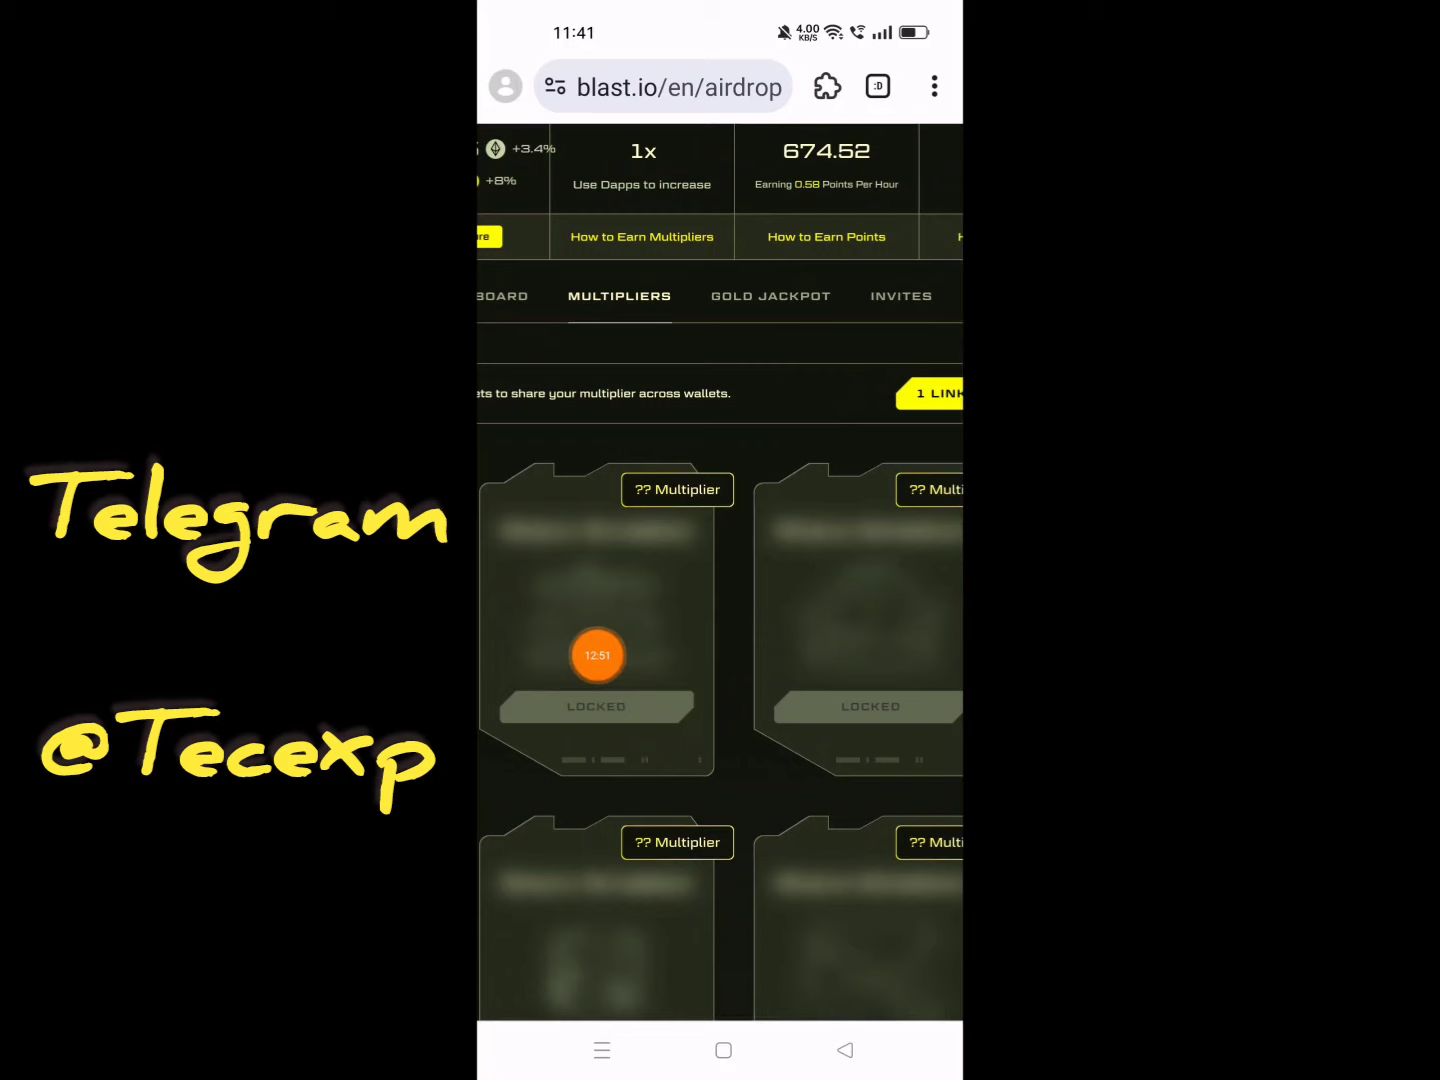 11:41
4.00
KB/S
:D
blast.io/en/airdrop
+3.4%
1x
674.52
+8%
Use Dapps to increase
Earning 0.58 Points Per Hour
How to Earn Multipliers
How to Earn Points
BOARD
MULTIPLIERS
GOLD JACKPOT
INVITES
ets to share your multiplier across wallets.
1 LINK
?? Multiplier
?? Multi
12:51
LOCKED
LOCKED
?? Multiplier
?? Multi
Telegram
@Tecexp